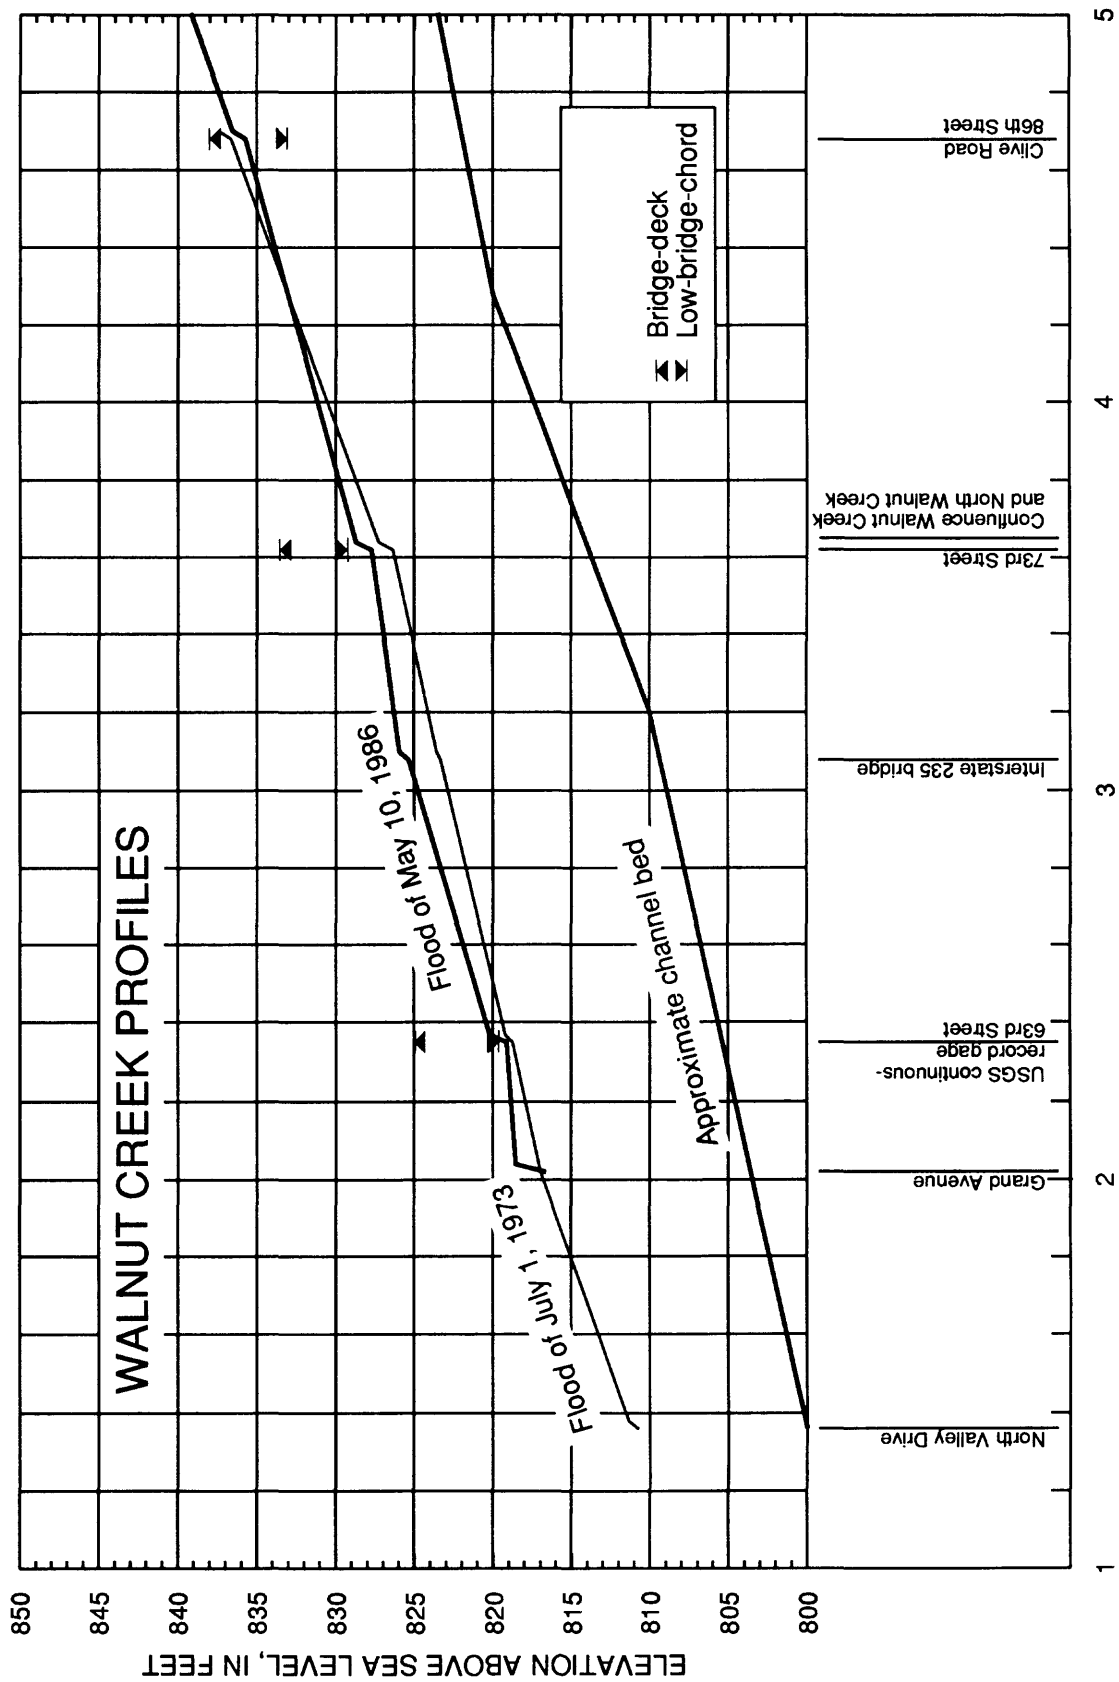 WALNUT CREEK PROFILES
ELEVATION ABOVE SEA LEVEL, IN FEET
850
845
840
835
830
825
820
815
810
805
800
Flood of July 1, 1973
Flood of May 10, 1986
Approximate channel bed
Bridge-deck
Low-bridge-chord
North Valley Drive
Grand Avenue
USGS continuous-
record gage
63rd Street
Interstate 235 bridge
73rd Street
Confluence Walnut Creek
and North Walnut Creek
Clive Road
86th Street
1
2
3
4
5